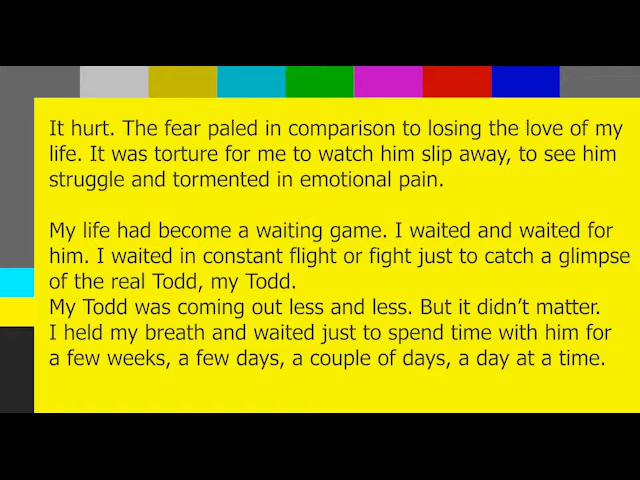 It hurt. The fear paled in comparison to losing the love of my
life. It was torture for me to watch him slip away, to see him
struggle and tormented in emotional pain.
My life had become a waiting game. I waited and waited for
him. I waited in constant flight or fight just to catch a glimpse
of the real Todd, my Todd.
My Todd was coming out less and less. But it didn’t matter.
I held my breath and waited just to spend time with him for
a few weeks, a few days, a couple of days, a day at a time.